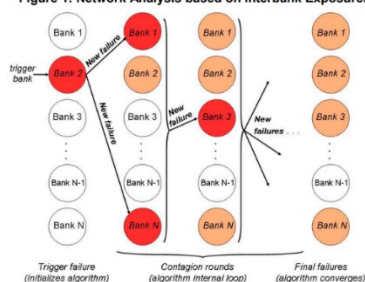 Figure 1. Network Analysis based on Interbank Exposures
Bank 1
Bank 1
Bank 1
Bank 1
trigger
bank
Bank 2
New failure
Bank 2
Bank 2
Bank 2
Bank 3
New failure
Bank 3
New
failure
Bank 3
New
failures . . .
Bank 3
Bank N-1
Bank N-1
Bank N-1
Bank N-1
Bank N
Bank N
Bank N
Bank N
Trigger failure
(initializes algorithm)
Contagion rounds
(algorithm internal loop)
Final failures
(algorithm converges)